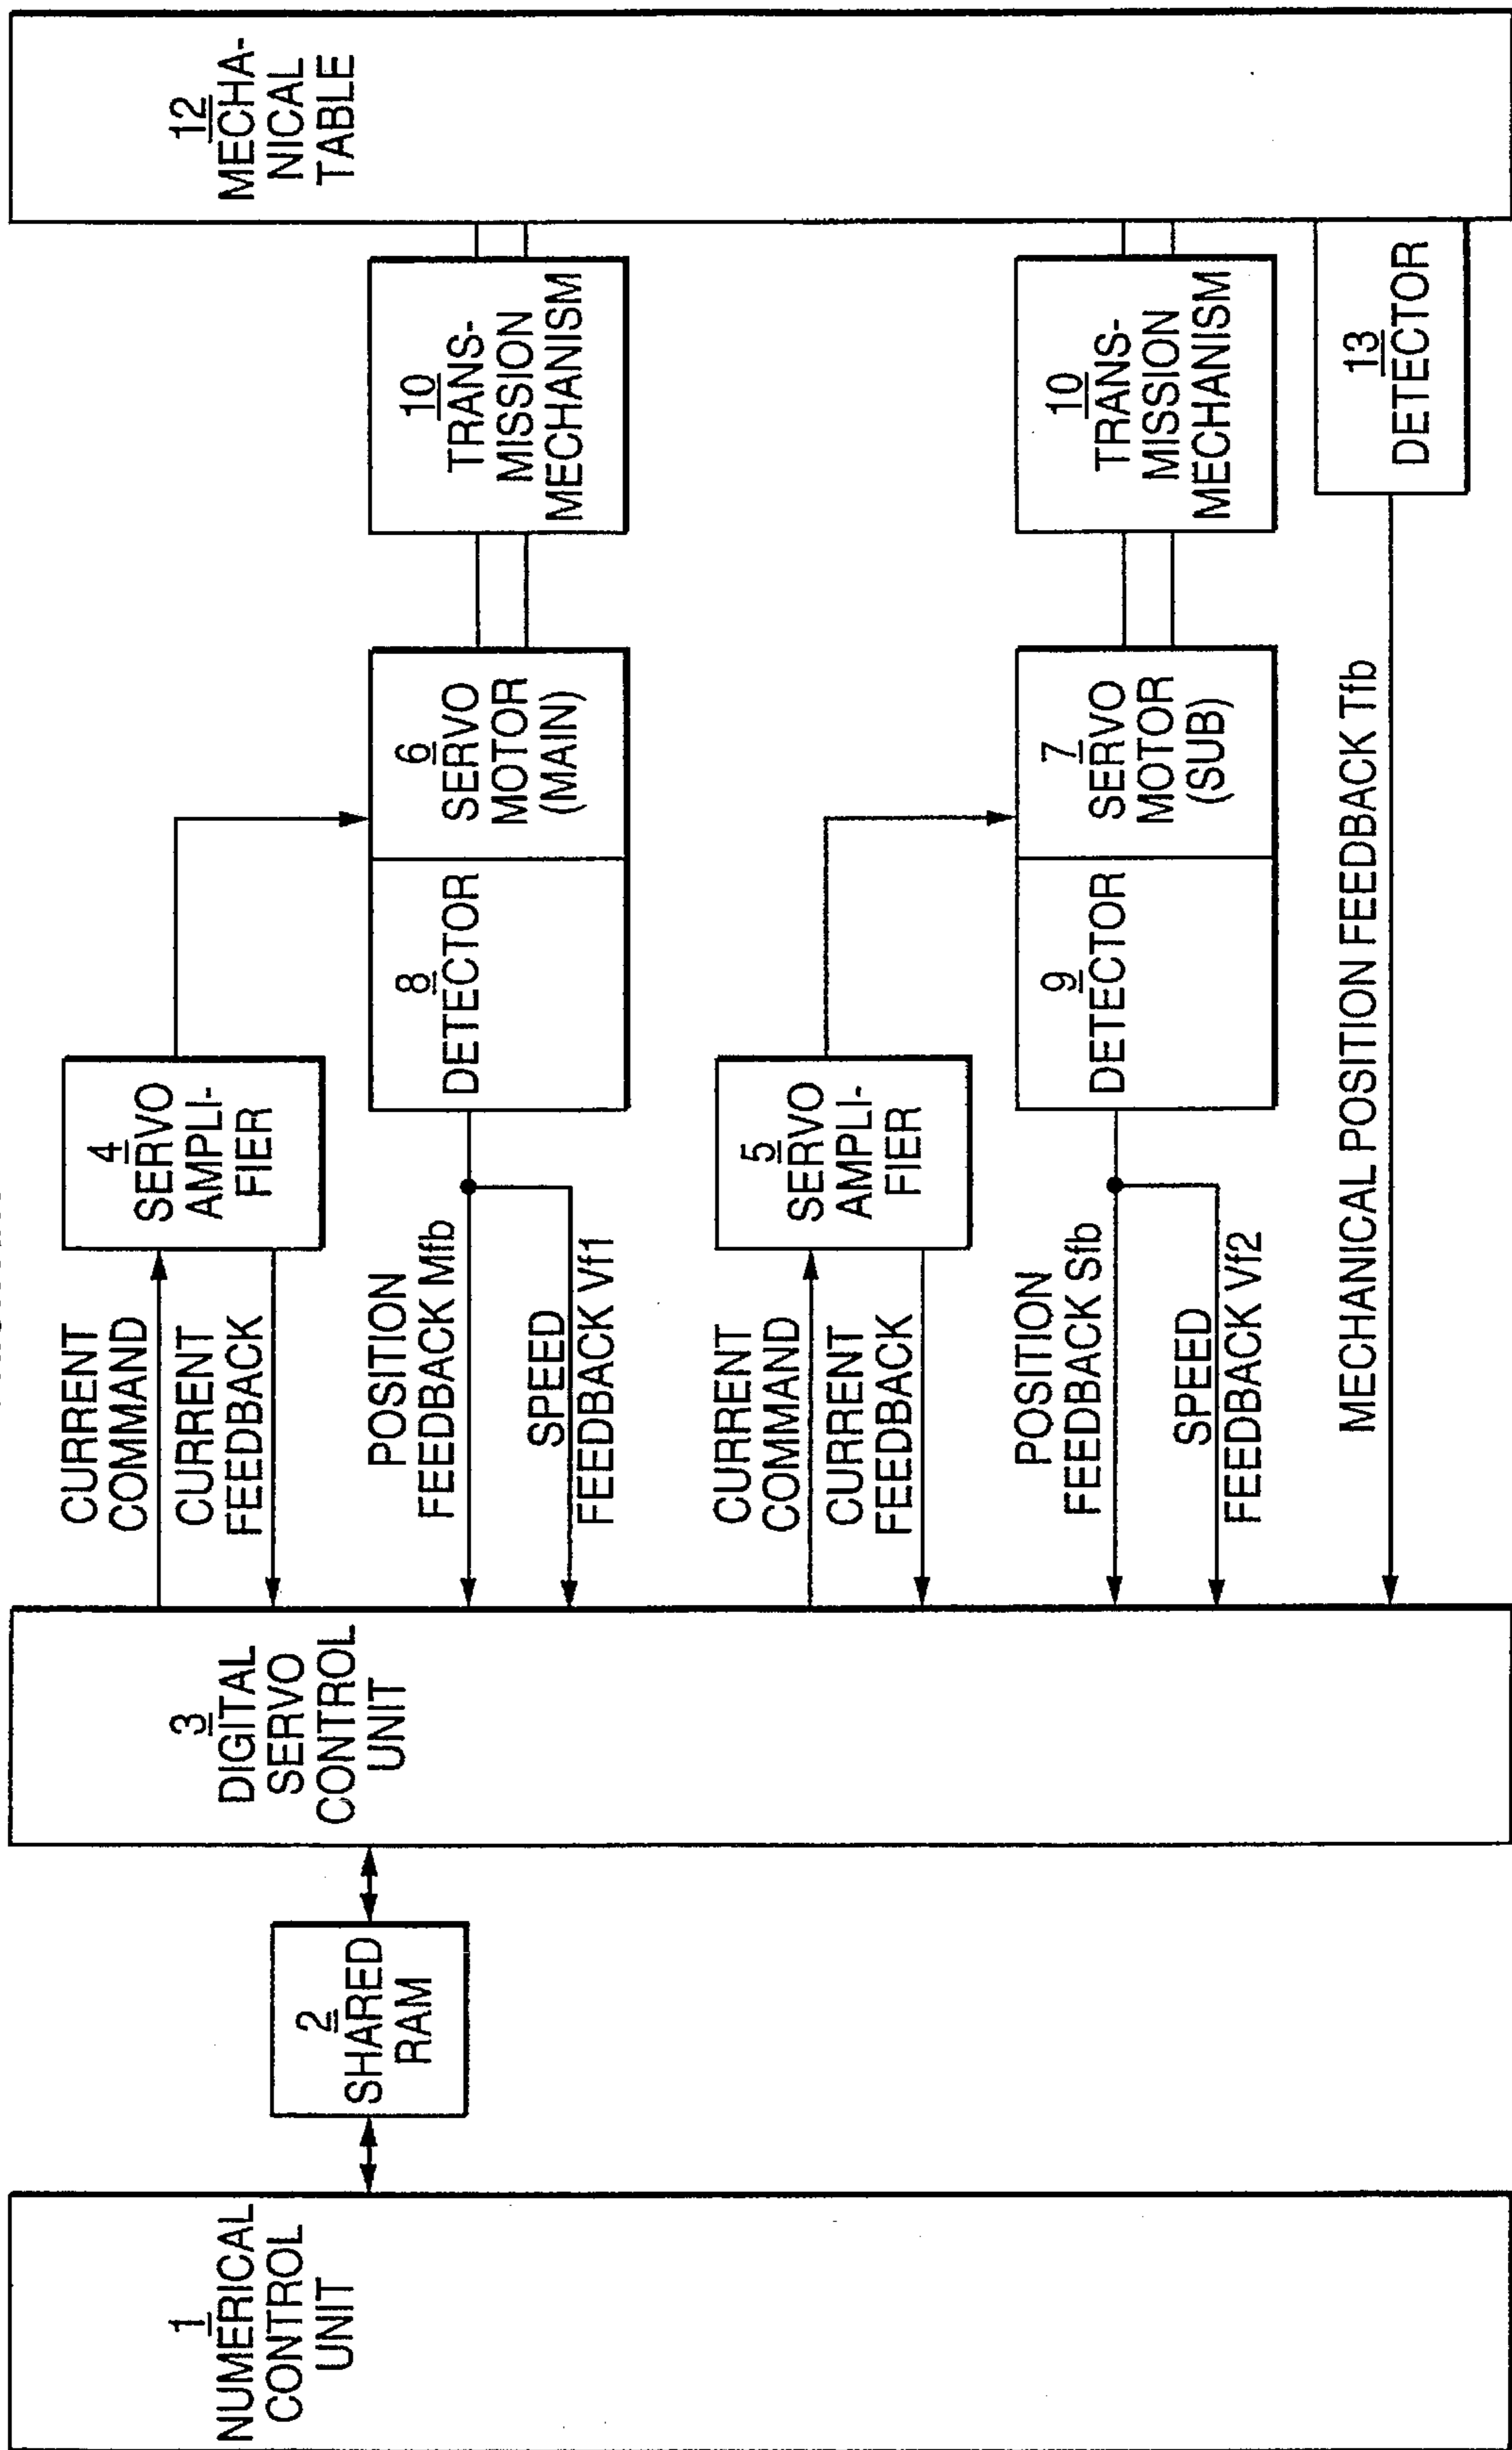 1
NUMERICAL
CONTROL
UNIT
2
SHARED
RAM
3
DIGITAL
SERVO
CONTROL
UNIT
CURRENT
COMMAND
CURRENT
FEEDBACK
4
SERVO
AMPLI-
FIER
POSITION
FEEDBACK Mfb
SPEED
FEEDBACK Vf1
8
DETECTOR
6
SERVO
MOTOR
(MAIN)
10
TRANS-
MISSION
MECHANISM
CURRENT
COMMAND
CURRENT
FEEDBACK
5
SERVO
AMPLI-
FIER
POSITION
FEEDBACK Sfb
SPEED
FEEDBACK Vf2
9
DETECTOR
7
SERVO
MOTOR
(SUB)
10
TRANS-
MISSION
MECHANISM
MECHANICAL POSITION FEEDBACK Tfb
13
DETECTOR
12
MECHA-
NICAL
TABLE